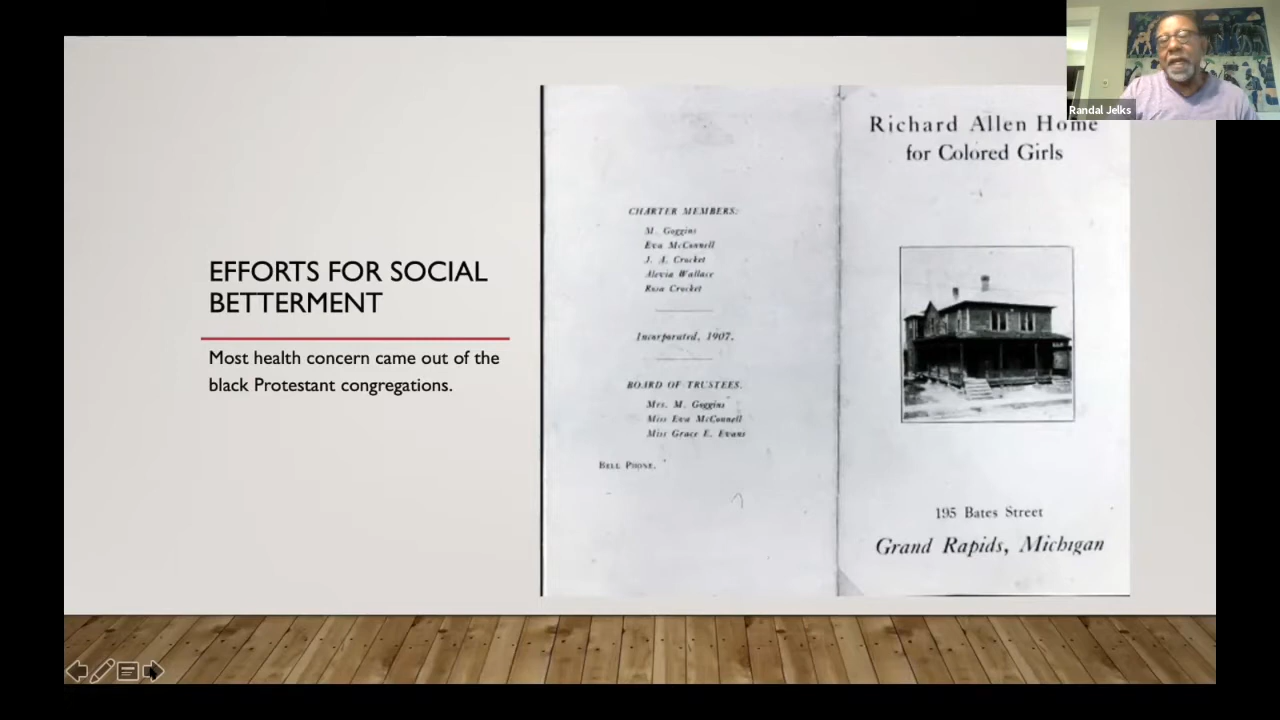 Randal Jelks
EFFORTS FOR SOCIAL
BETTERMENT
Most health concern came out of the
black Protestant congregations.
CHARTER MEMBERS:
M. Goggins
Eva McConnell
J. A. Crocket
Alevia Wallace
Rosa Crocket
Incorporated, 1907.
BOARD OF TRUSTEES.
Mrs. M. Goggins
Miss Eva McConnell
Miss Grace E. Evans
BELL PHONE.
Richard Allen Home
for Colored Girls
195 Bates Street
Grand Rapids, Michigan